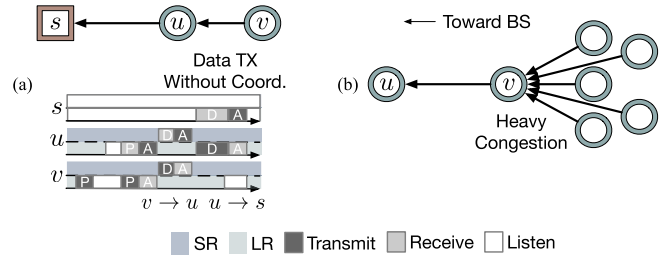 s u v
Toward BS
Data TX
Without Coord.
(a)
(b)
u v
Heavy
Congestion
s D A
D A
u P A D A
D A
v P P A
v → u u → s
SR LR Transmit Receive Listen